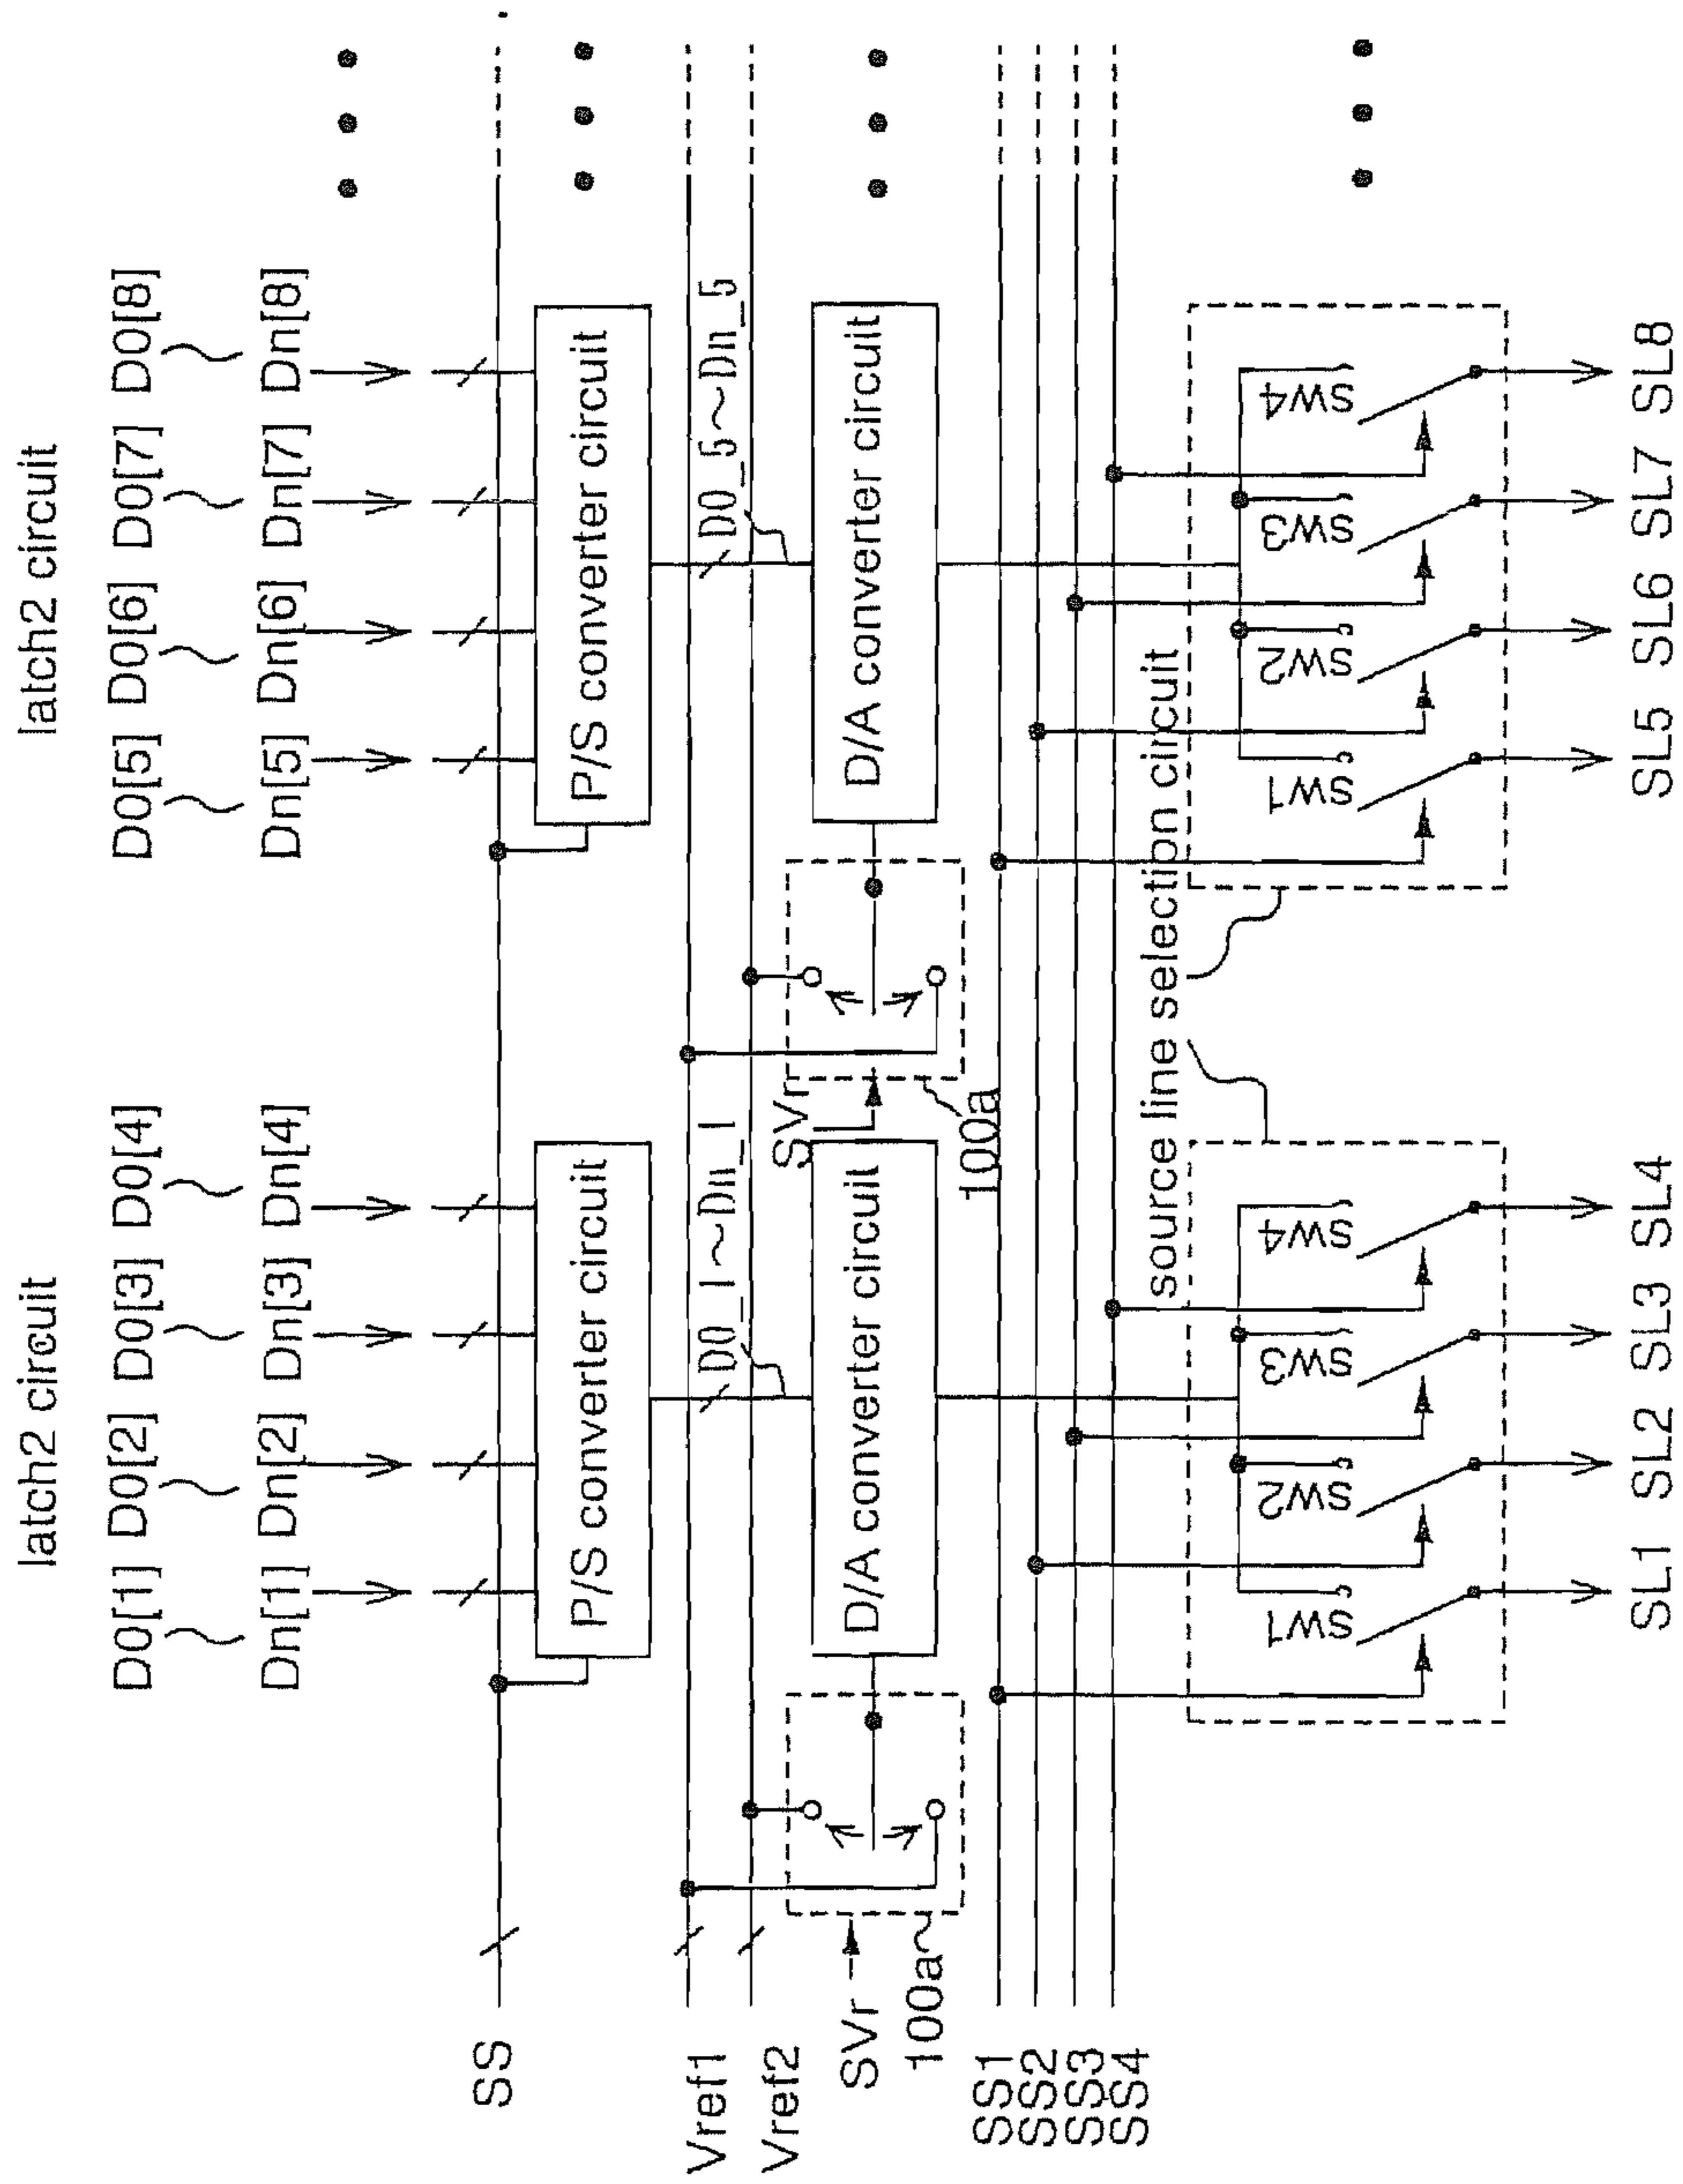 latch2 circuit
latch2 circuit
D0[1] D0[2] D0[3] D0[4]
D0[5] D0[6] D0[7] D0[8]
Dn[1] Dn[2] Dn[3] Dn[4]
Dn[5] Dn[6] Dn[7] Dn[8]
SS
P/S converter circuit
P/S converter circuit
Vref1
D0_1~Dn_1
D0_5~Dn_5
Vref2
SVr
SVr
D/A converter circuit
D/A converter circuit
100a
100a
SS1
SS2
SS3
SS4
source line selection circuit
SW1 SW2 SW3 SW4
SW1 SW2 SW3 SW4
SL1 SL2 SL3 SL4
SL5 SL6 SL7 SL8